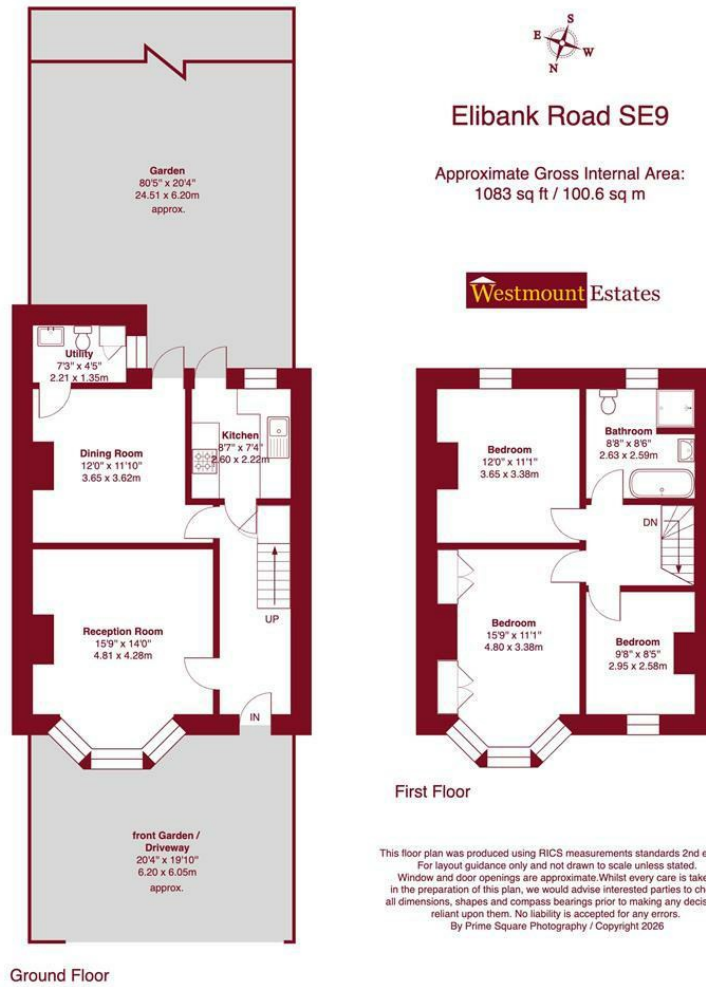 S
E
W
N
Elibank Road SE9
Approximate Gross Internal Area:
1083 sq ft / 100.6 sq m
Westmount Estates
Garden
80'5" x 20'4"
24.51 x 6.20m
approx.
Utility
7'3" x 4'5"
2.21 x 1.35m
Dining Room
12'0" x 11'10"
3.65 x 3.62m
Kitchen
8'7" x 7'4"
2.60 x 2.22m
UP
Reception Room
15'9" x 14'0"
4.81 x 4.28m
IN
front Garden /
Driveway
20'4" x 19'10"
6.20 x 6.05m
approx.
Ground Floor
Bedroom
12'0" x 11'1"
3.65 x 3.38m
Bathroom
8'8" x 8'6"
2.63 x 2.59m
DN
Bedroom
15'9" x 11'1"
4.80 x 3.38m
Bedroom
9'8" x 8'5"
2.95 x 2.58m
First Floor
This floor plan was produced using RICS measurements standards 2nd e
For layout guidance only and not drawn to scale unless stated.
Window and door openings are approximate.Whilst every care is take
in the preparation of this plan, we would advise interested parties to ch
all dimensions, shapes and compass bearings prior to making any decis
reliant upon them. No liability is accepted for any errors.
By Prime Square Photography / Copyright 2026